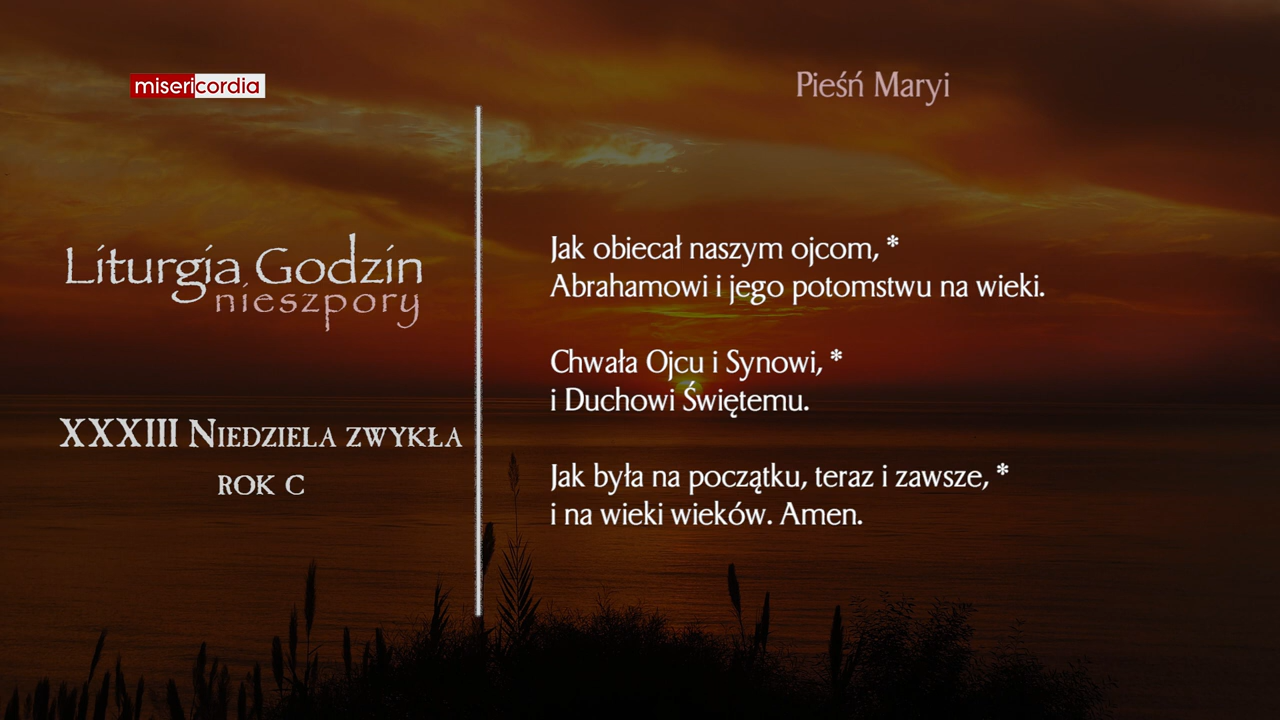 misericordia
Pieśń Maryi
Liturgia Godzin
nieszpory
XXXIII Niedziela zwykła
rok C
Jak obiecał naszym ojcom, *
Abrahamowi i jego potomstwu na wieki.
Chwała Ojcu i Synowi, *
i Duchowi Świętemu.
Jak była na początku, teraz i zawsze, *
i na wieki wieków. Amen.